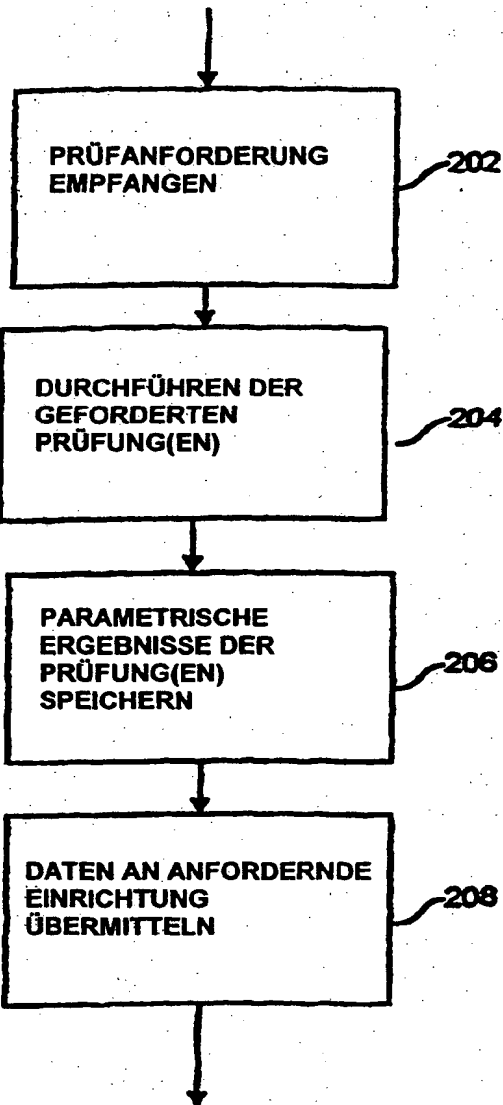 PRÜFANFORDERUNG
EMPFANGEN
202
DURCHFÜHREN DER
GEFORDERTEN
PRÜFUNG(EN)
204
PARAMETRISCHE
ERGEBNISSE DER
PRÜFUNG(EN)
SPEICHERN
206
DATEN AN ANFORDERNDE
EINRICHTUNG
ÜBERMITTELN
208